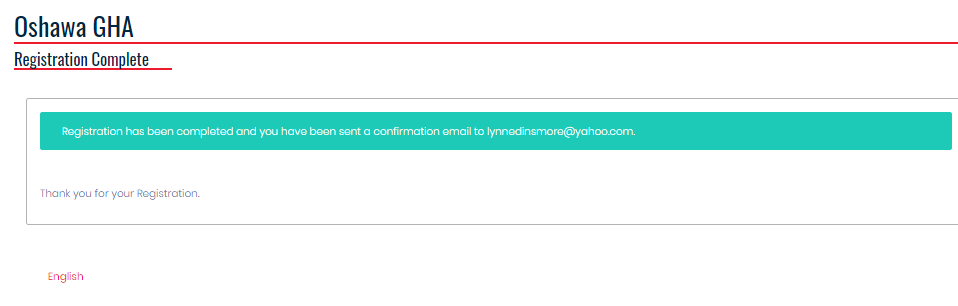 Oshawa GHA
Registration Complete
Registration has been completed and you have been sent a confirmation email to lynnedinsmore@yahoo.com.
Thank you for your Registration.
English